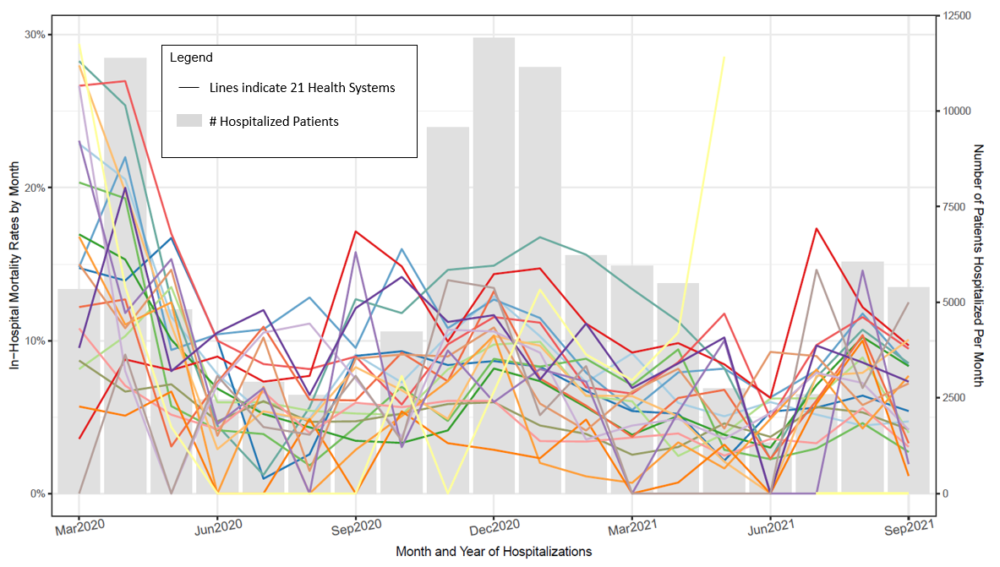 Legend
Lines indicate 21 Health Systems
# Hospitalized Patients
In−Hospital Mortality Rates by Month
30%
20%
10%
0%
12500
10000
7500
5000
2500
0
Number of Patients Hospitalized Per Month
Mar2020
Jun2020
Sep2020
Dec2020
Mar2021
Jun2021
Sep2021
Month and Year of Hospitalizations